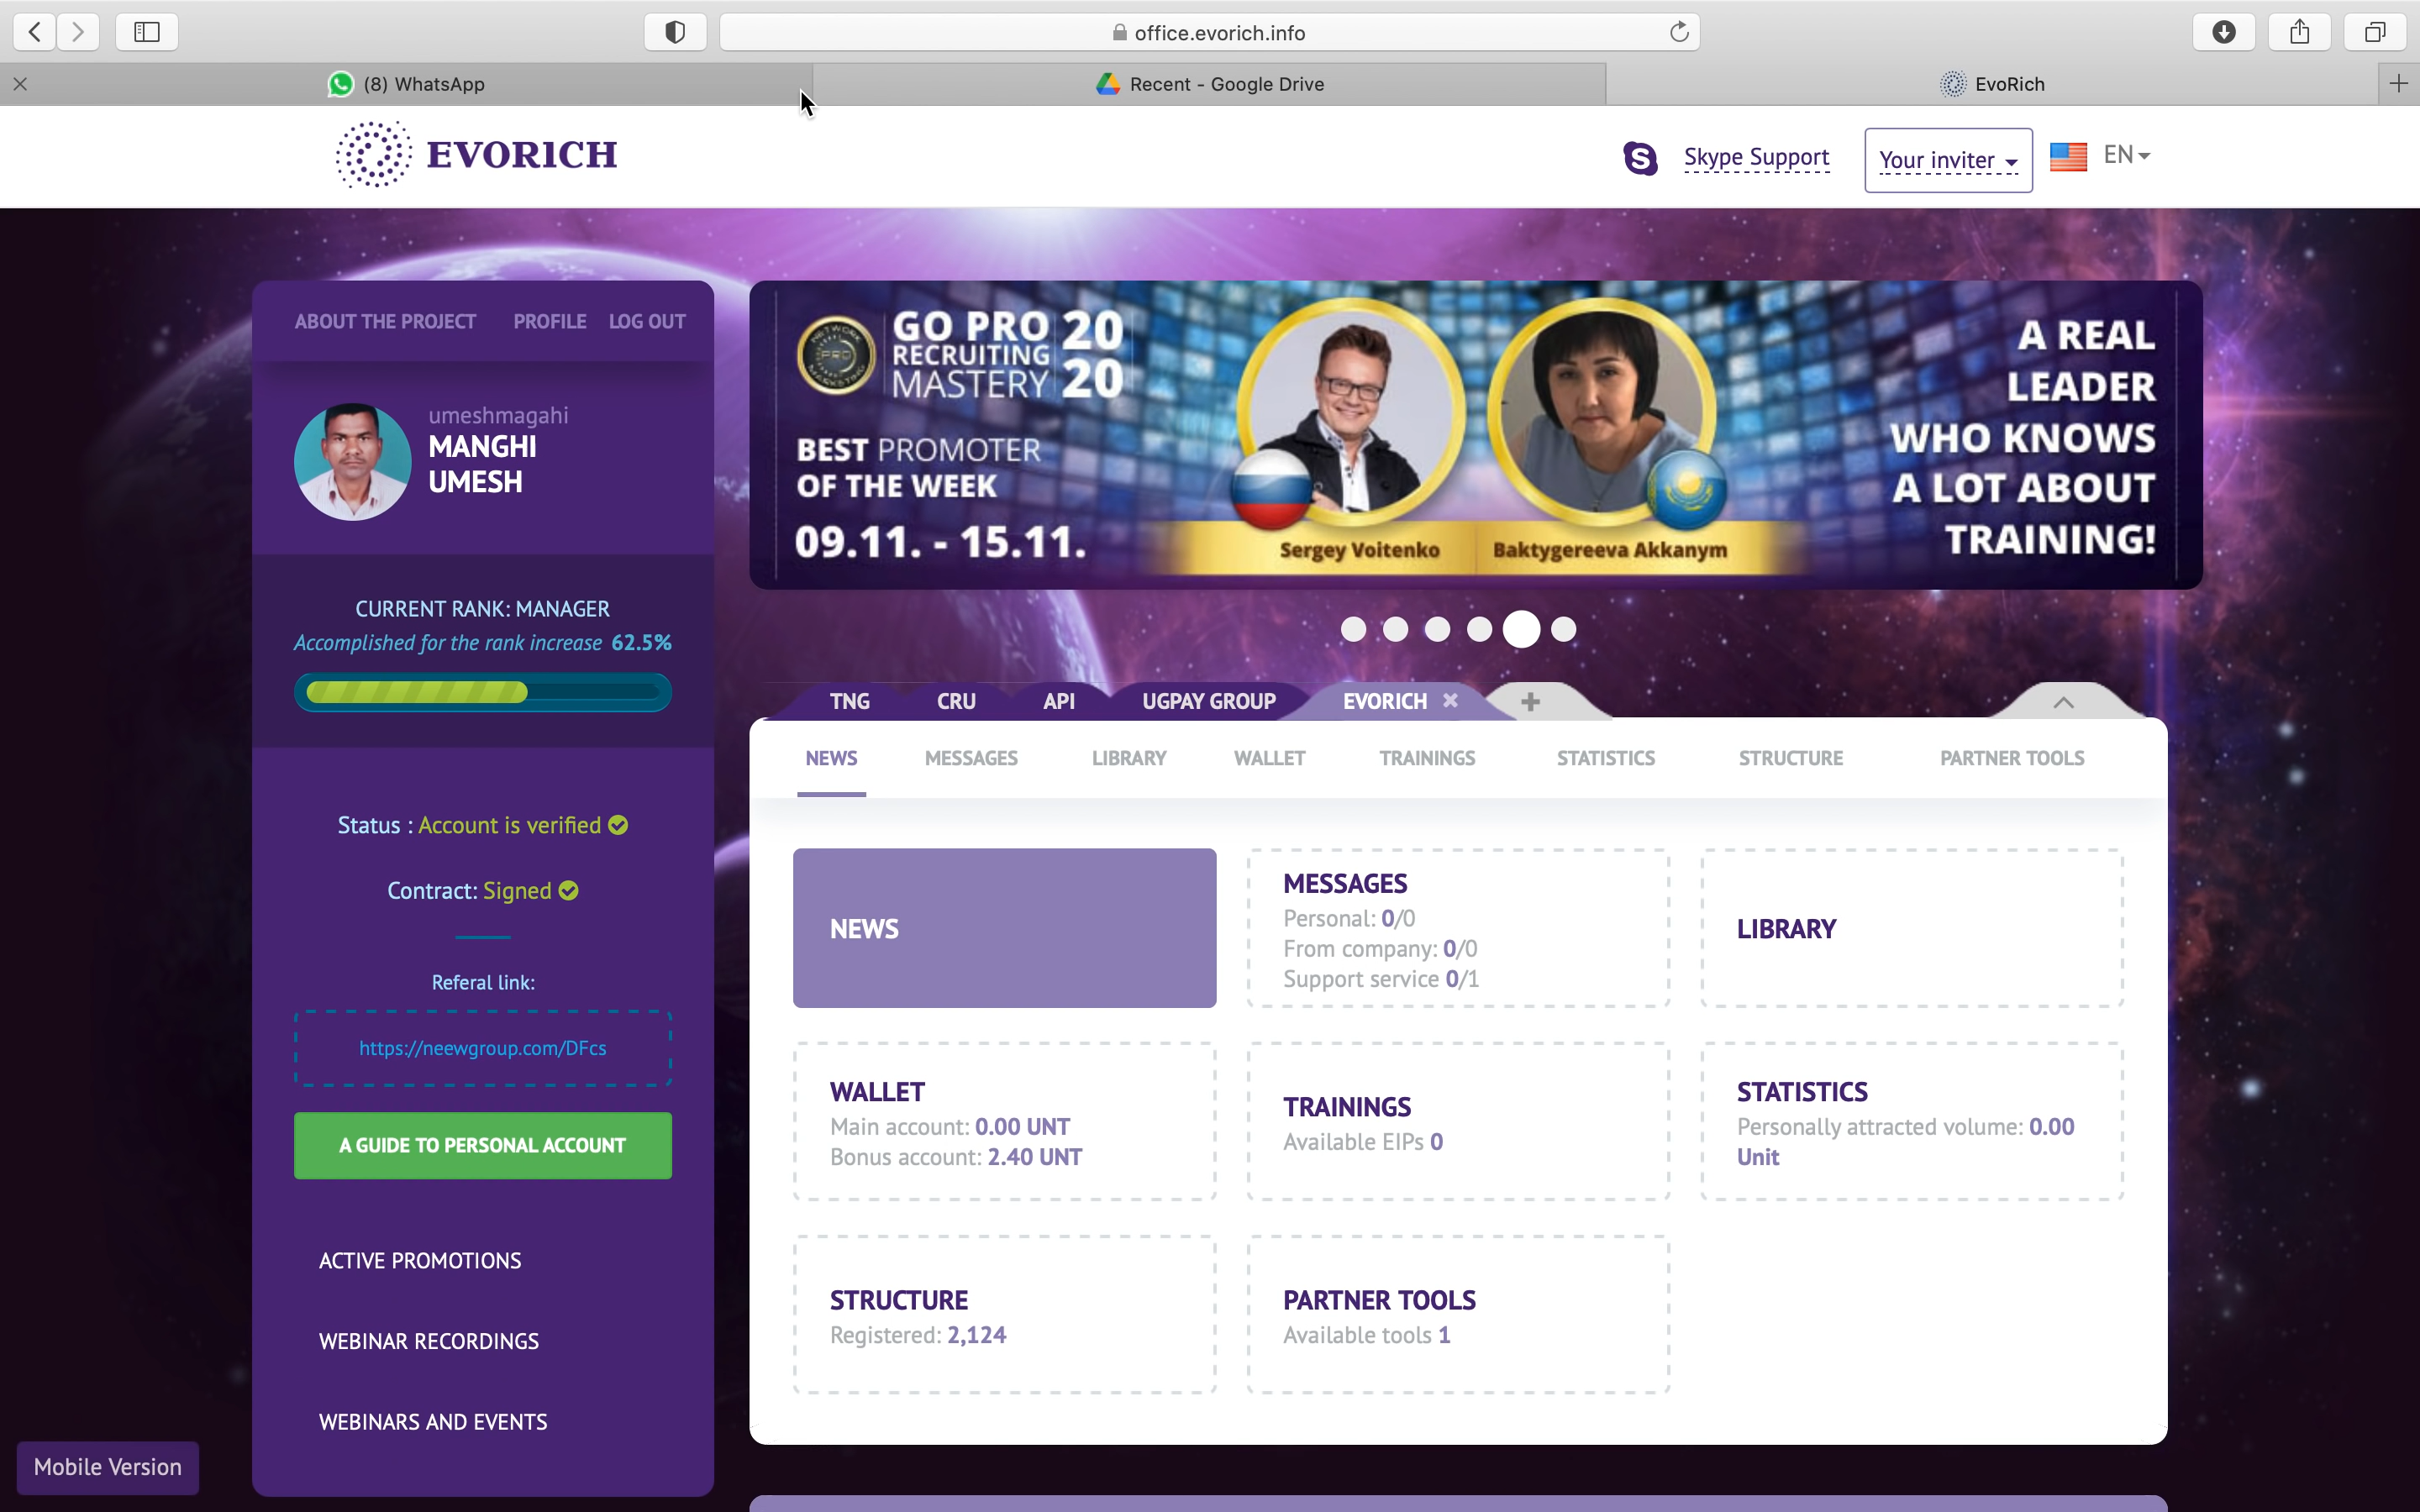 office.evorich.info
(8) WhatsApp
Recent - Google Drive
EvoRich
EVORICH
Skype Support
Your inviter
EN
ABOUT THE PROJECT
PROFILE
LOG OUT
umeshmagahi
MANGHI
UMESH
CURRENT RANK: MANAGER
Accomplished for the rank increase 62.5%
Status : Account is verified
Contract: Signed
Referal link:
https://neewgroup.com/DFcs
A GUIDE TO PERSONAL ACCOUNT
ACTIVE PROMOTIONS
WEBINAR RECORDINGS
WEBINARS AND EVENTS
Mobile Version
NETWORK
PRO
MARKETING
GO PRO
RECRUITING
MASTERY
20
20
BEST PROMOTER
OF THE WEEK
09.11. - 15.11.
Sergey Voitenko
Baktygereeva Akkanym
A REAL
LEADER
WHO KNOWS
A LOT ABOUT
TRAINING!
TNG
CRU
API
UGPAY GROUP
EVORICH
NEWS
MESSAGES
LIBRARY
WALLET
TRAININGS
STATISTICS
STRUCTURE
PARTNER TOOLS
NEWS
MESSAGES
Personal: 0/0
From company: 0/0
Support service 0/1
LIBRARY
WALLET
Main account: 0.00 UNT
Bonus account: 2.40 UNT
TRAININGS
Available EIPs 0
STATISTICS
Personally attracted volume: 0.00
Unit
STRUCTURE
Registered: 2,124
PARTNER TOOLS
Available tools 1